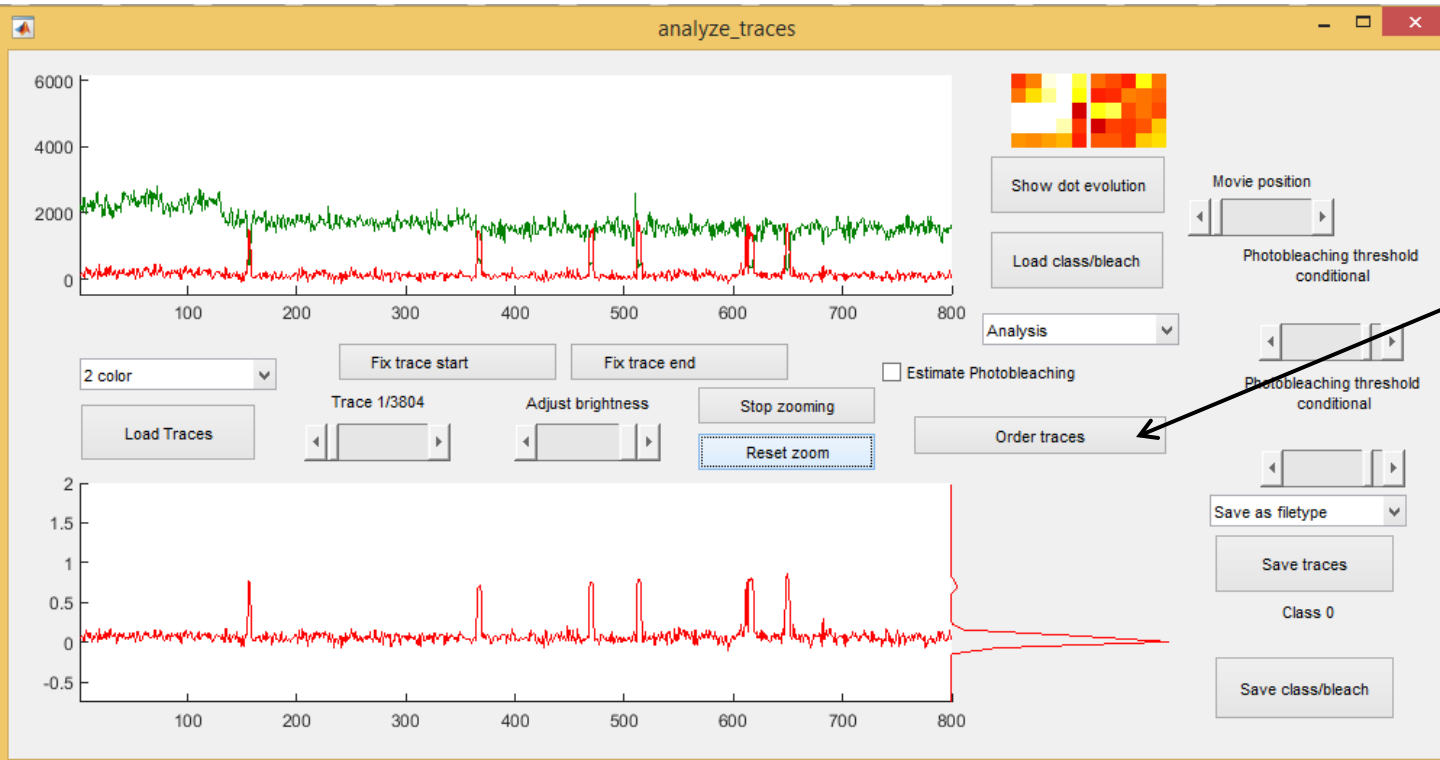 analyze_traces
6000
4000
2000
0
100 200 300 400 500 600 700 800
Show dot evolution
Movie position
Load class/bleach
Photobleaching threshold
conditional
Analysis
2 color
Fix trace start
Fix trace end
Estimate Photobleaching
Photobleaching threshold
conditional
Load Traces
Trace 1/3804
Adjust brightness
Stop zooming
Reset zoom
Order traces
2
1.5
1
0.5
0
-0.5
100 200 300 400 500 600 700 800
Save as filetype
Save traces
Class 0
Save class/bleach